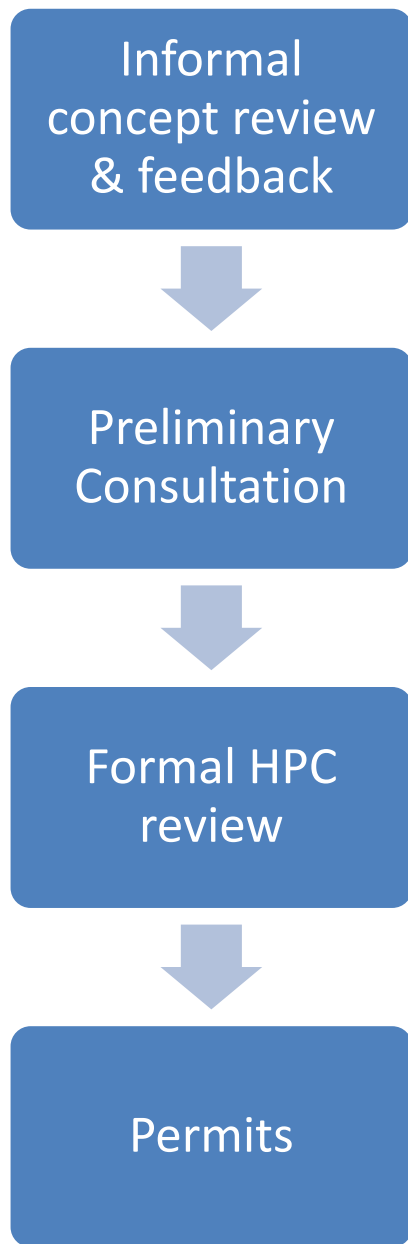 Informal
concept review
& feedback
Preliminary
Consultation
Formal HPC
review
Permits